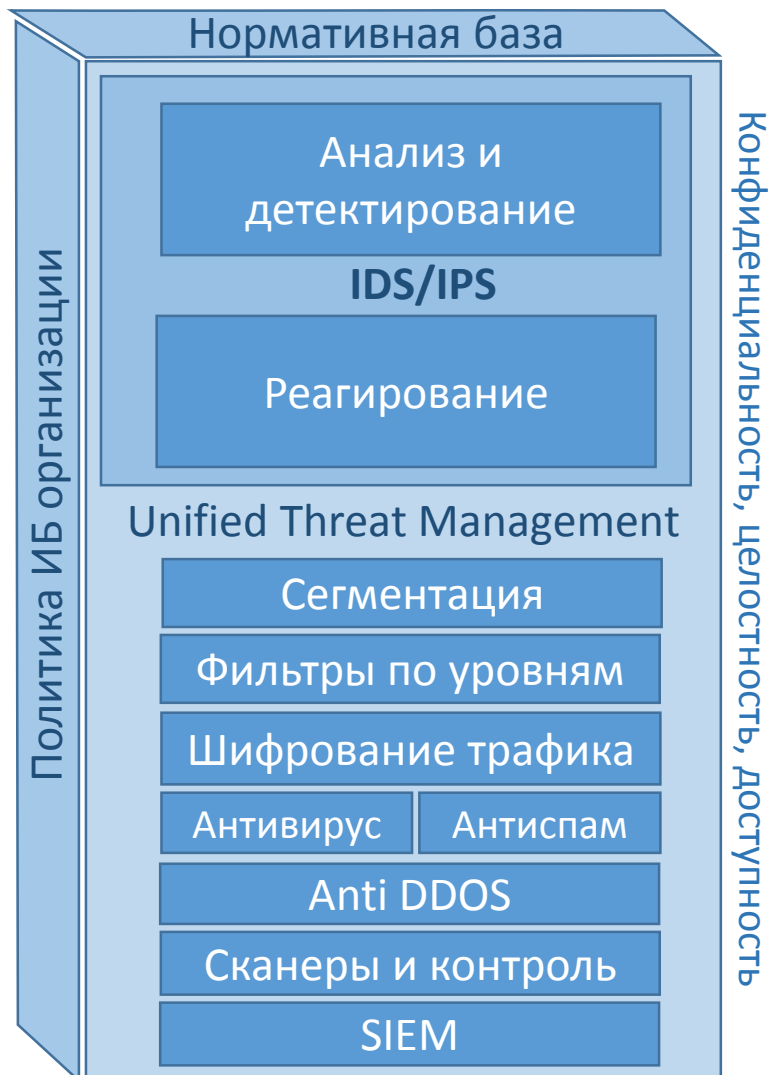 Нормативная база
Политика ИБ организации
Анализ и
детектирование
IDS/IPS
Реагирование
Unified Threat Management
Сегментация
Фильтры по уровням
Шифрование трафика
Антивирус
Антиспам
Anti DDOS
Сканеры и контроль
SIEM
Конфиденциальность, целостность, доступность